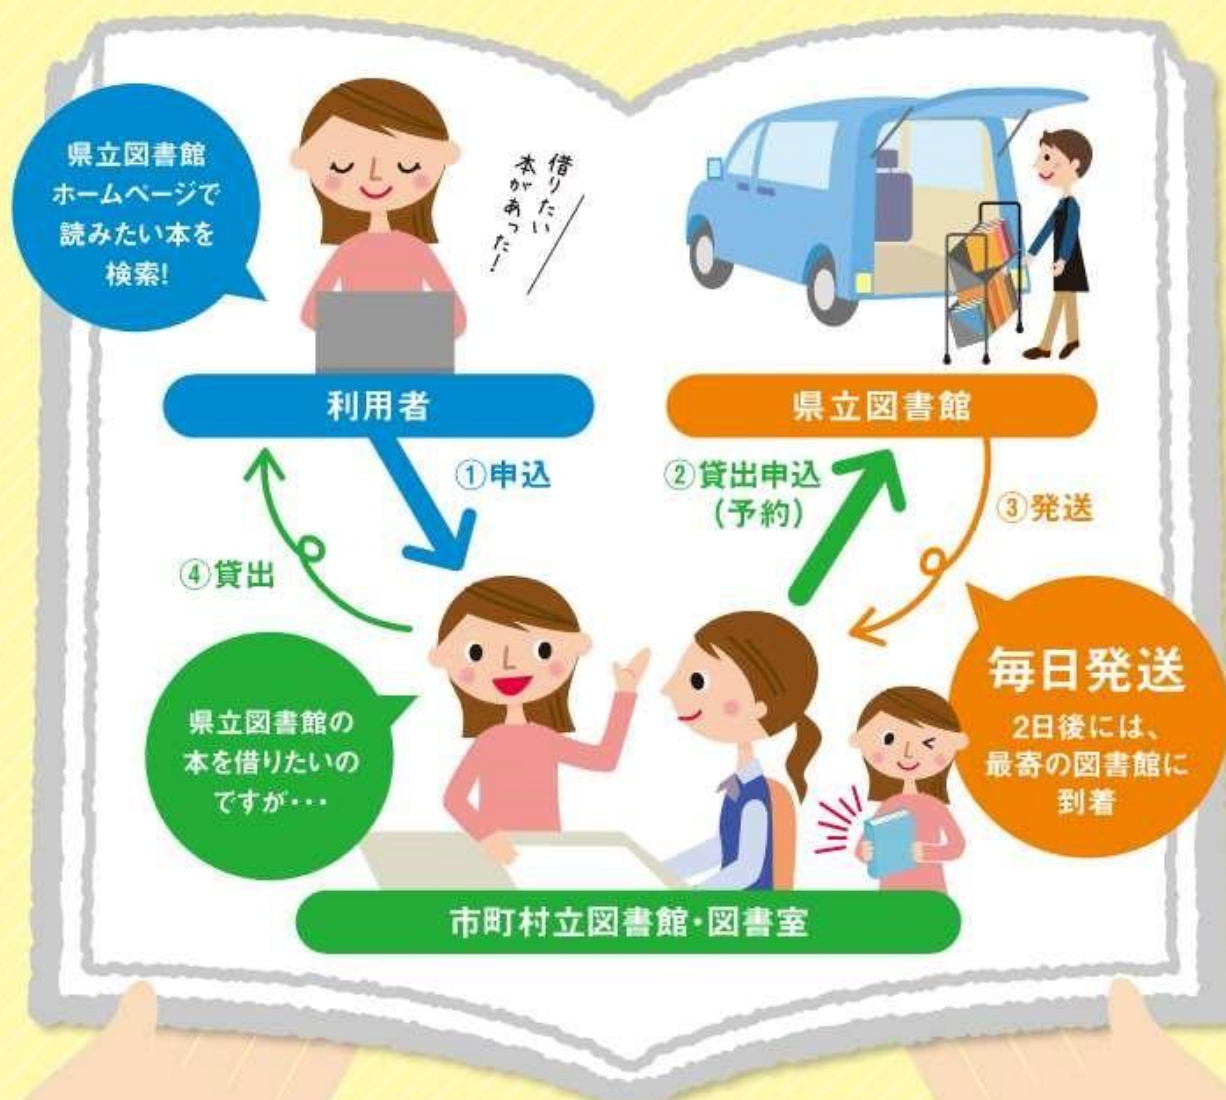 県立図書館
ホームページで
読みたい本を
検索!
借りたい
本があった!
利用者
県立図書館
①申込
②貸出申込
(予約)
③発送
④貸出
毎日発送
2日後には、
最寄の図書館に
到着
県立図書館の
本を借りたいの
ですが・・・
市町村立図書館・図書室